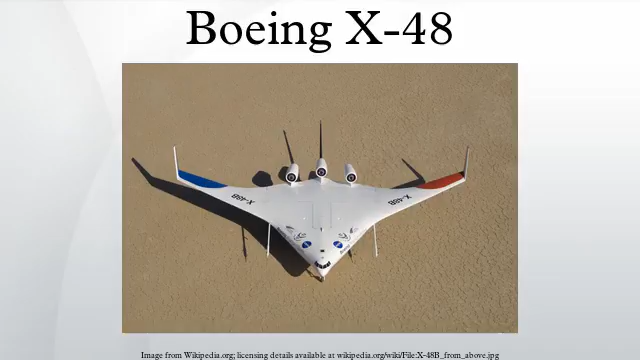 Boeing X-48
X-48B
X-48B
Image from Wikipedia.org; licensing details available at wikipedia.org/wiki/File:X-48B_from_above.jpg